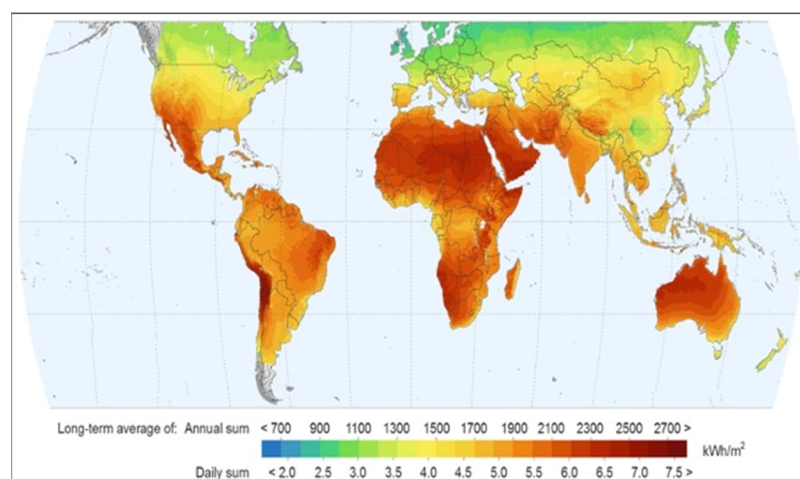 Long-term average of: Annual sum < 700 900 1100 1300 1500 1700 1900 2100 2300 2500 2700 >
kWh/m²
Daily sum < 2.0 2.5 3.0 3.5 4.0 4.5 5.0 5.5 6.0 6.5 7.0 7.5 >